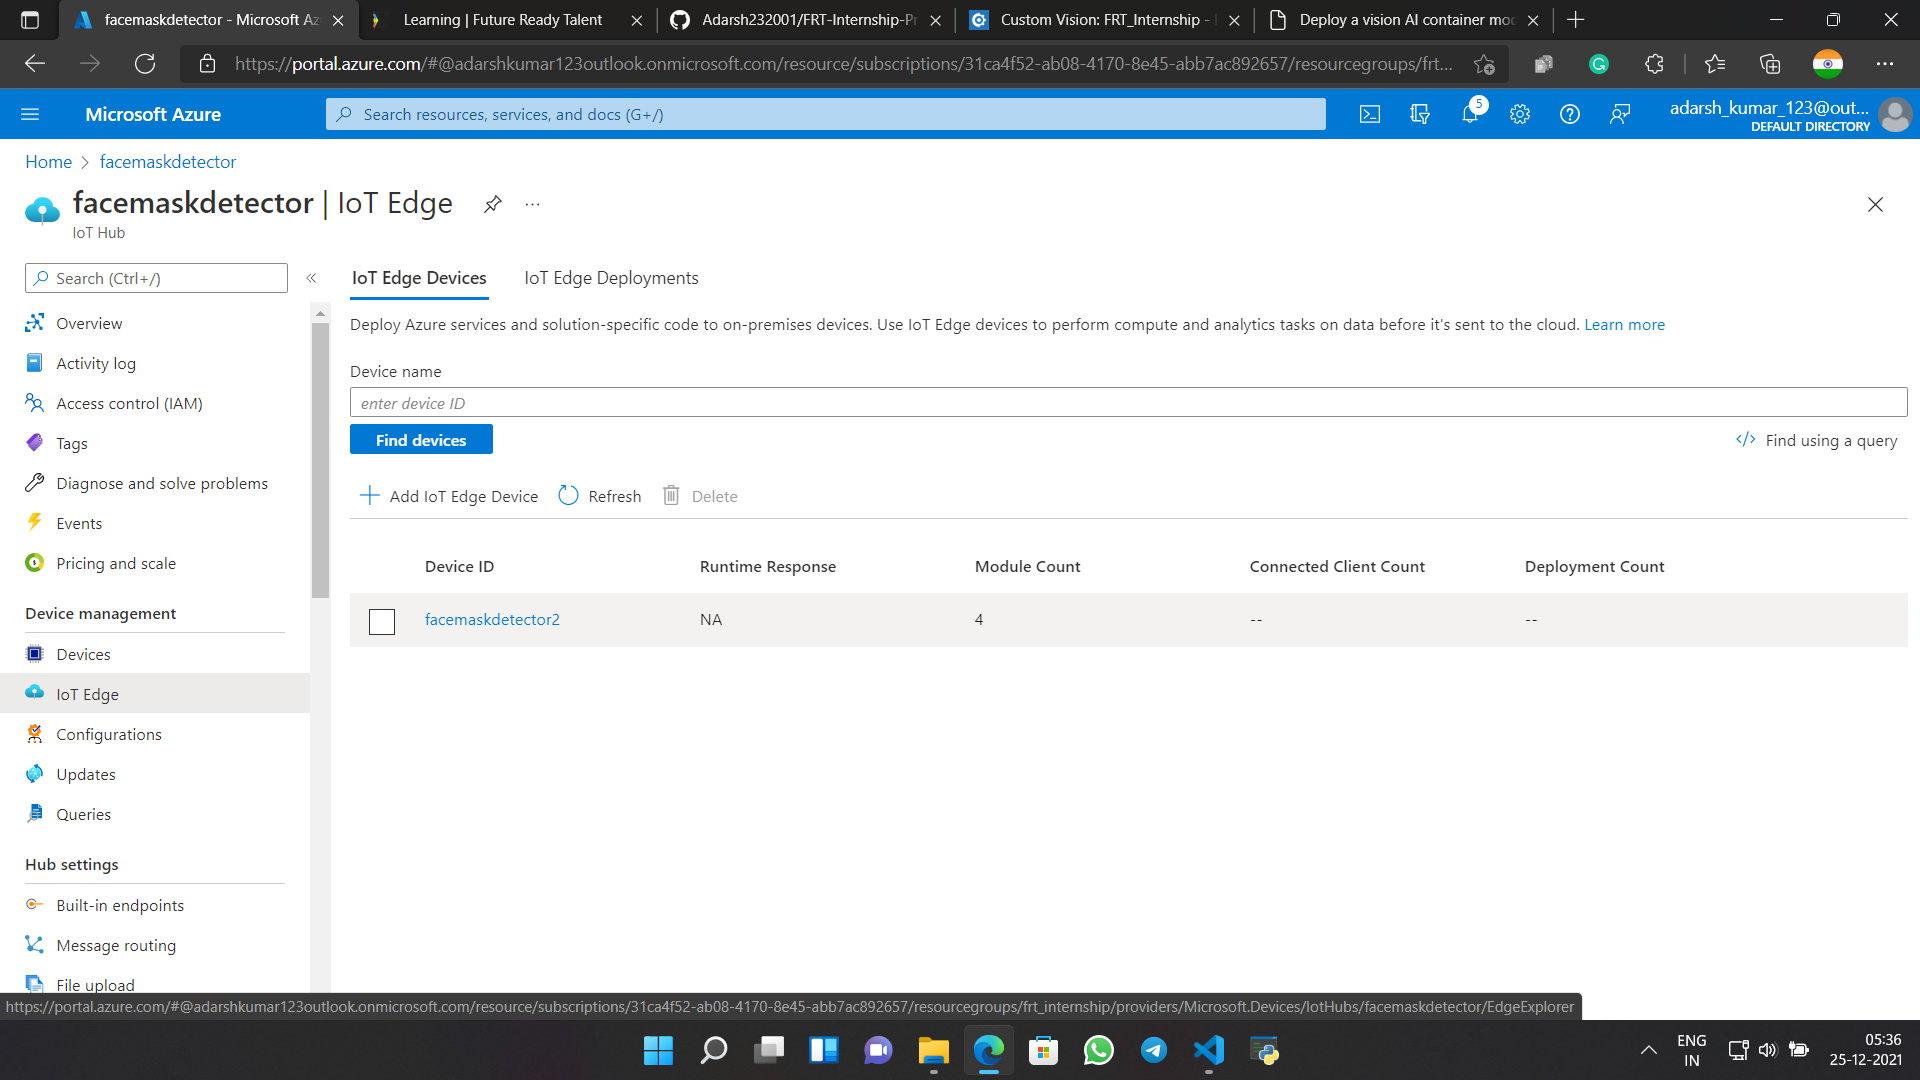 facemaskdetector - Microsoft Az
Learning | Future Ready Talent
Adarsh232001/FRT-Internship-Pr
Custom Vision: FRT_Internship -
Deploy a vision AI container mod
https://portal.azure.com/#@adarshkumar123outlook.onmicrosoft.com/resource/subscriptions/31ca4f52-ab08-4170-8e45-abb7ac892657/resourcegroups/frt...
Microsoft Azure
Search resources, services, and docs (G+/)
5
adarsh_kumar_123@out...
DEFAULT DIRECTORY
Home > facemaskdetector
facemaskdetector | IoT Edge
...
IoT Hub
Search (Ctrl+/)
«
Overview
Activity log
Access control (IAM)
Tags
Diagnose and solve problems
Events
Pricing and scale
Device management
Devices
IoT Edge
Configurations
Updates
Queries
Hub settings
Built-in endpoints
Message routing
File upload
IoT Edge Devices
IoT Edge Deployments
Deploy Azure services and solution-specific code to on-premises devices. Use IoT Edge devices to perform compute and analytics tasks on data before it's sent to the cloud. Learn more
Device name
enter device ID
Find devices
</> Find using a query
Add IoT Edge Device
Refresh
Delete
Device ID Runtime Response Module Count Connected Client Count Deployment Count
facemaskdetector2 NA 4 -- --
https://portal.azure.com/#@adarshkumar123outlook.onmicrosoft.com/resource/subscriptions/31ca4f52-ab08-4170-8e45-abb7ac892657/resourcegroups/frt_internship/providers/Microsoft.Devices/IotHubs/facemaskdetector/EdgeExplorer
ENG
IN
05:36
25-12-2021